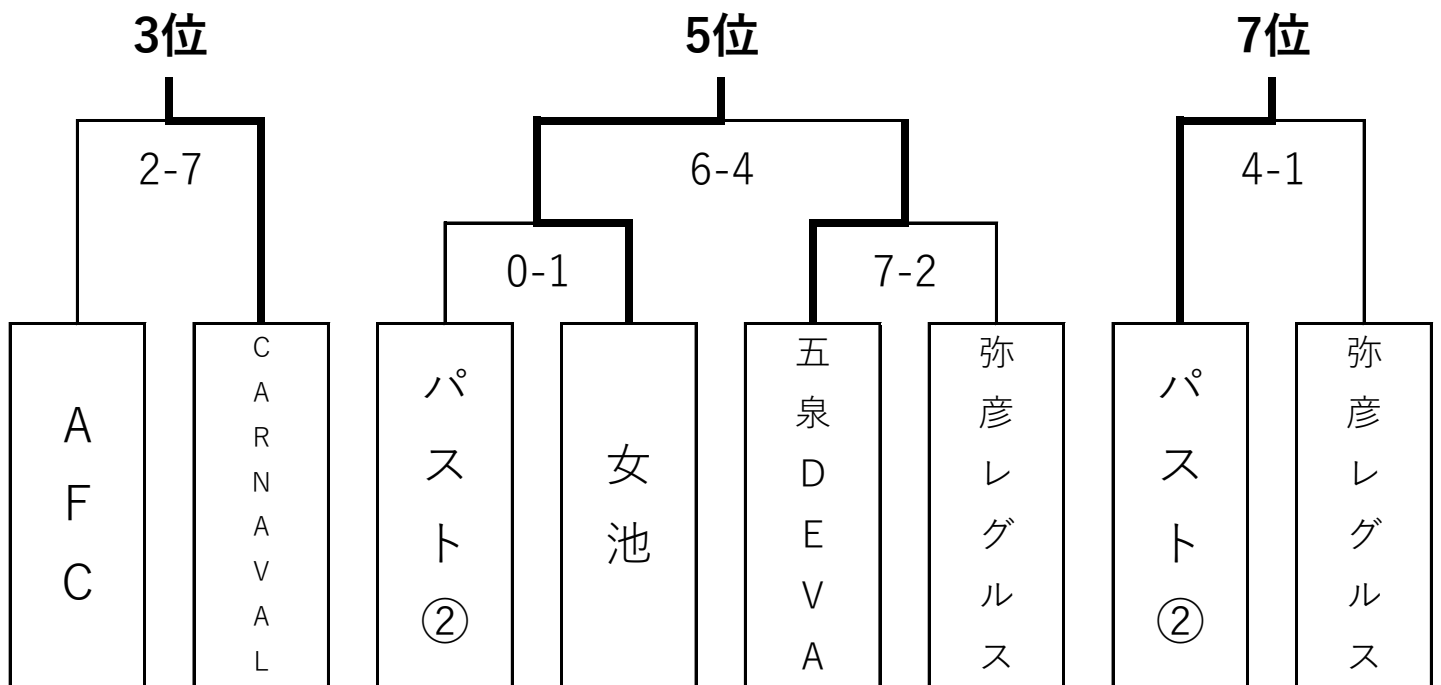 3位
5位
7位
2-7
6-4
4-1
0-1
7-2
AFC
CARNAVAL
パスト②
女池
五泉DEVA
弥彦レグルス
パスト②
弥彦レグルス